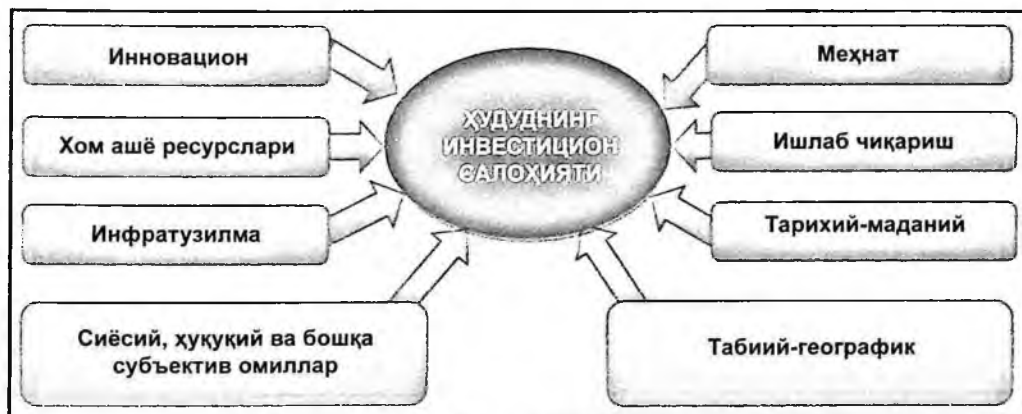 Инновацион
Хом ашё ресурслари
Инфратузилма
Сиёсий, ҳуқуқий ва бошқа
субъектив омиллар
ҲУДУДНИНГ
ИНВЕСТИЦИОН
САЛОҲИЯТИ
Меҳнат
Ишлаб чиқариш
Тарихий-маданий
Табиий-географик